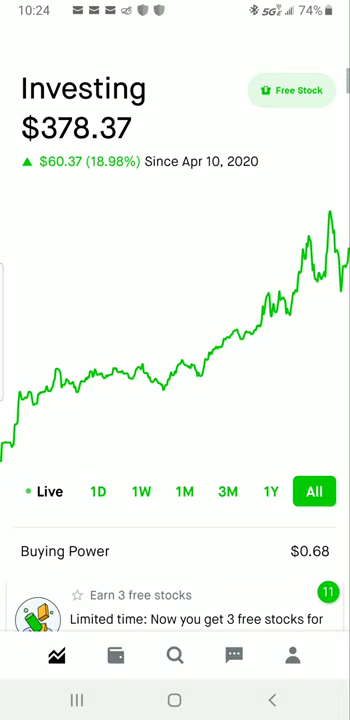 10:24 5G 74%
Investing
Free Stock
$378.37
$60.37 (18.98%) Since Apr 10, 2020
Live 1D 1W 1M 3M 1Y All
Buying Power $0.68
Earn 3 free stocks
11
Limited time: Now you get 3 free stocks for